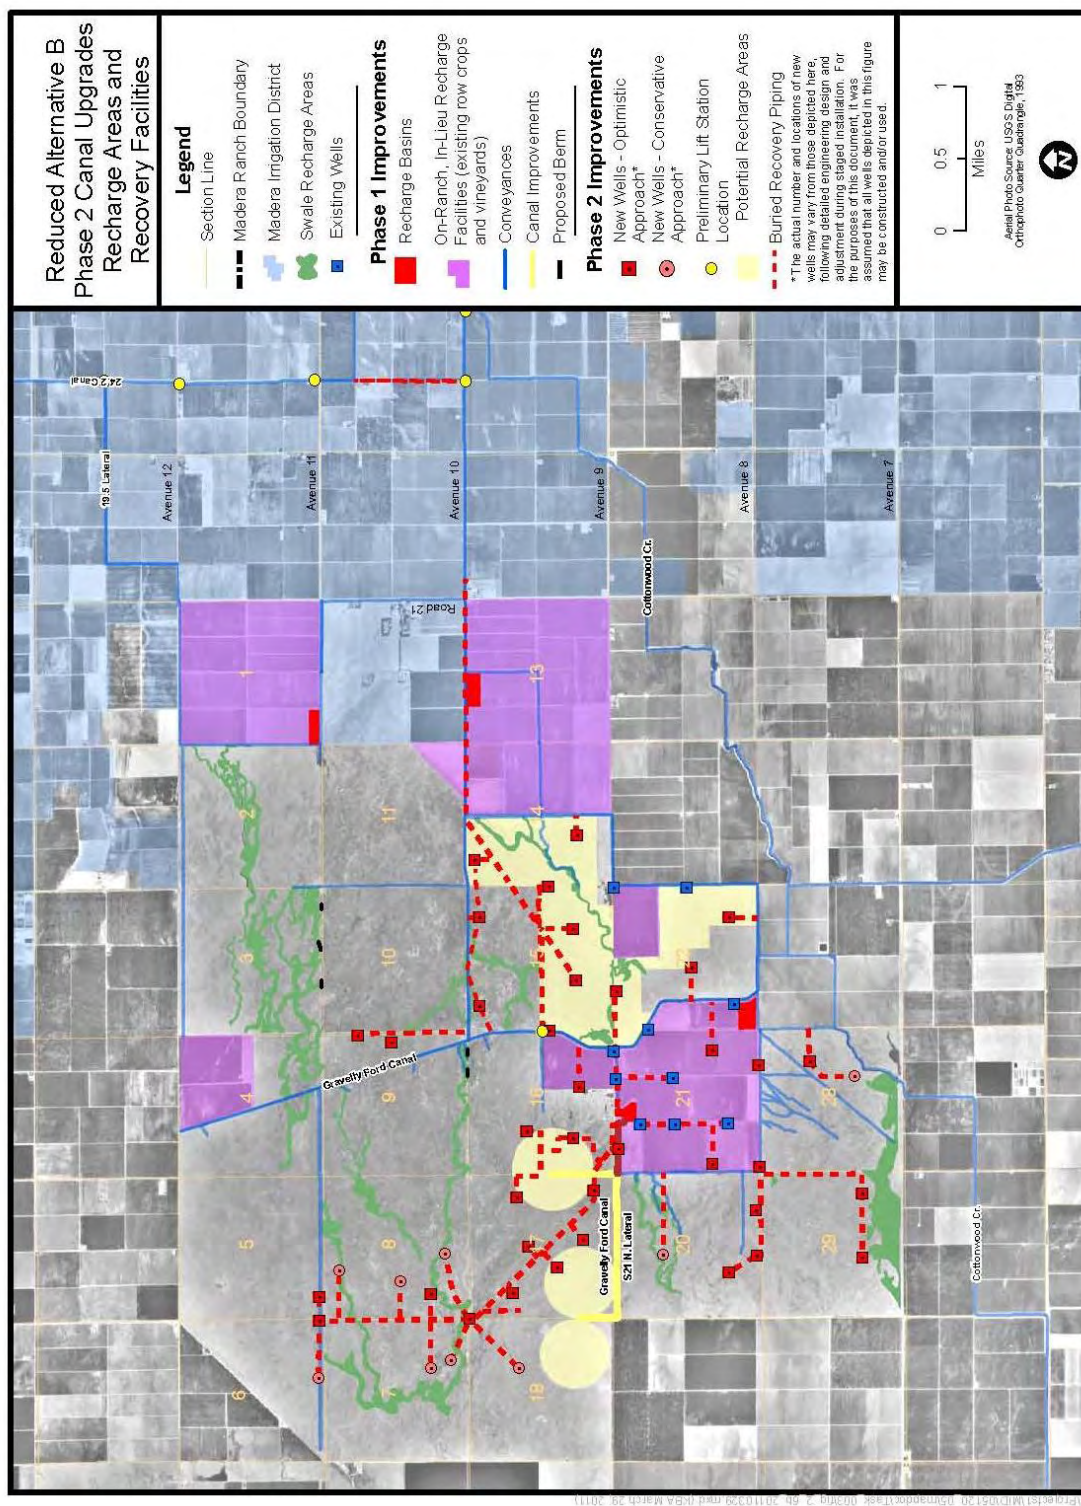 Reduced Alternative B
Phase 2 Canal Upgrades
Recharge Areas and
Recovery Facilities
Legend
Section Line
Madera Ranch Boundary
Madera Irrigation District
Swale Recharge Areas
Existing Wells
Phase 1 Improvements
Recharge Basins
On-Ranch, In-Lieu Recharge
Facilities (existing row crops
and vineyards)
Conveyances
Canal Improvements
Proposed Berm
Phase 2 Improvements
New Wells - Optimistic
Approach*
New Wells - Conservative
Approach*
Preliminary Lift Station
Location
Potential Recharge Areas
Buried Recovery Piping
*The actual number and locations of new
wells may vary from those depicted here,
following detailed engineering design and
adjustment during staged installation. For
the purposes of this document, it was
assumed that all wells depicted in this figure
may be constructed and/or used.
0 0.5 1
Miles
Aerial Photo Source: USGS Digital
Orthophoto Quarter Quadrangle, 1993
N
24.2 Canal
19.5 Lateral
Avenue 12
Avenue 11
Avenue 10
Avenue 9
Avenue 8
Avenue 7
Road 21
Cottonwood Cr.
Gravelly Ford Canal
Gravelly Ford Canal
S21 N. Lateral
Cottonwood Cr.
1
2
3
4
5
6
7
8
9
10
11
13
16
18
20
21
29